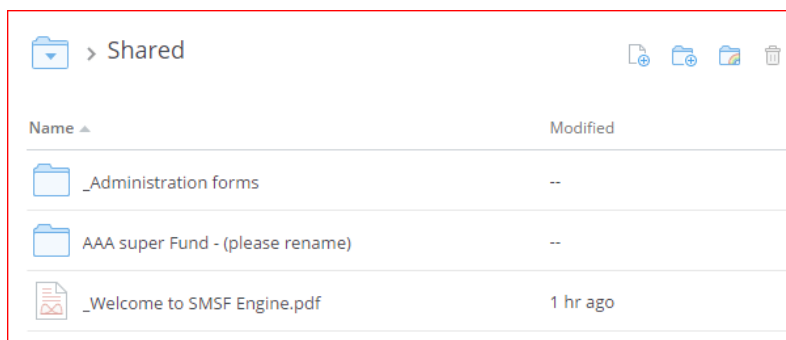 > Shared
Name Modified
_Administration forms --
AAA super Fund - (please rename) --
_Welcome to SMSF Engine.pdf 1 hr ago